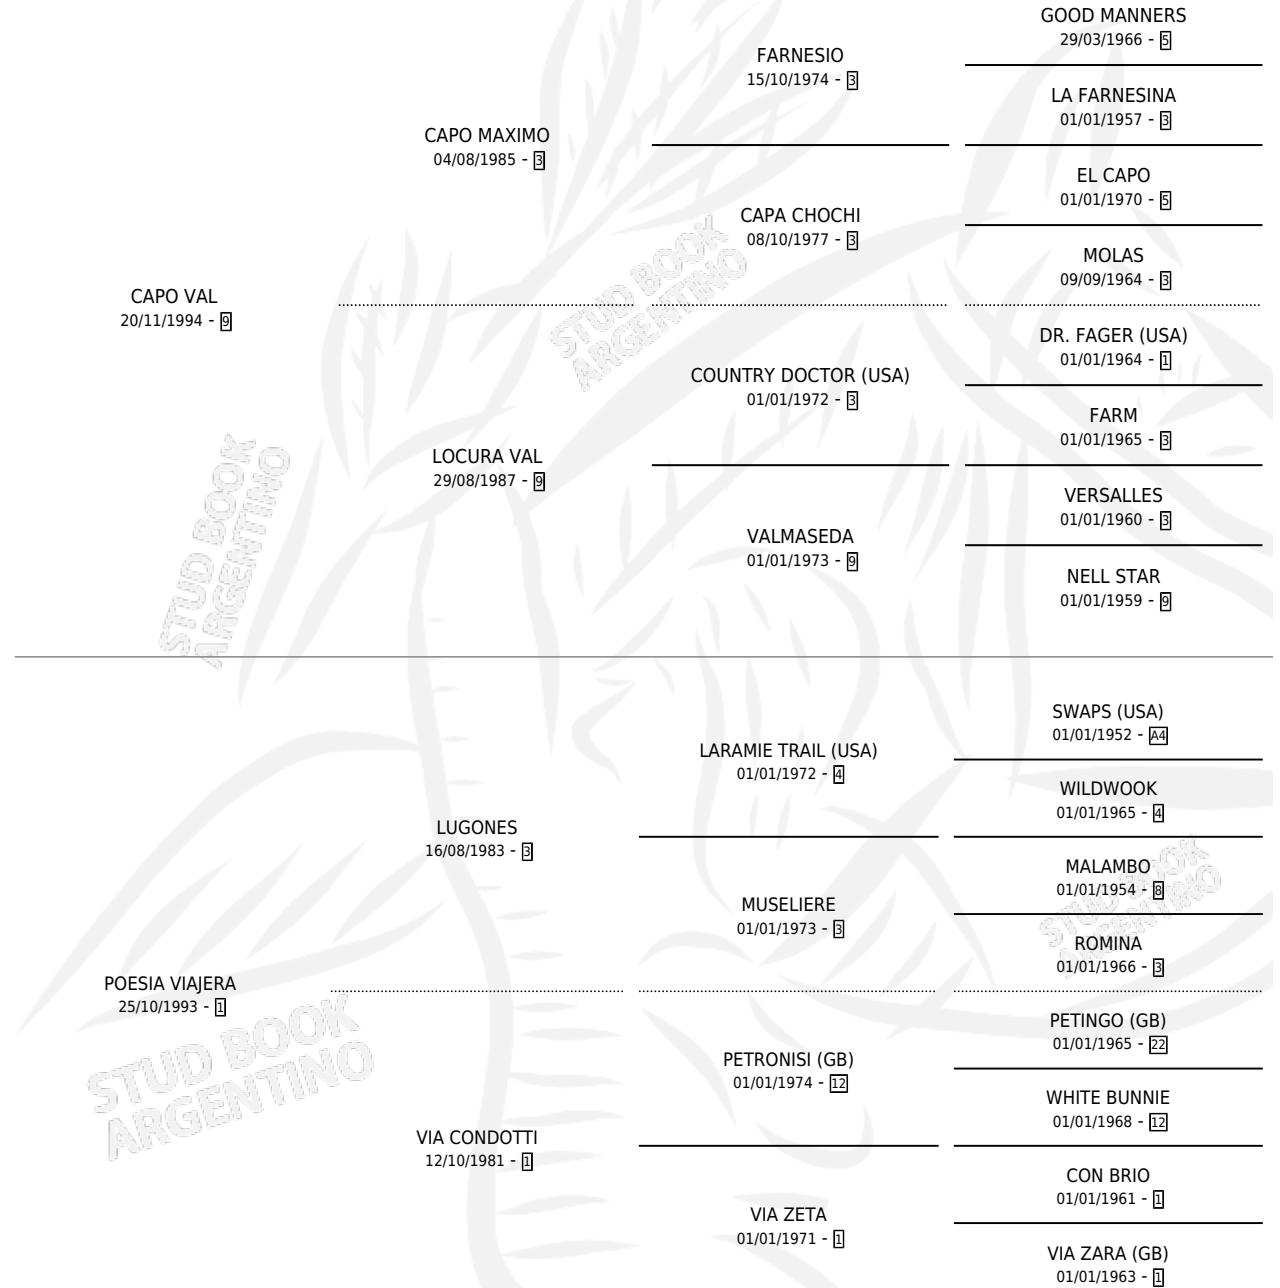 GOOD MANNERS
29/03/1966 - 5
FARNESIO
15/10/1974 - 3
LA FARNESINA
01/01/1957 - 3
CAPO MAXIMO
04/08/1985 - 3
EL CAPO
01/01/1970 - 5
CAPA CHOCHI
08/10/1977 - 3
MOLAS
09/09/1964 - 3
CAPO VAL
20/11/1994 - 9
STUD BOOK
ARGENTINO
DR. FAGER (USA)
01/01/1964 - 1
COUNTRY DOCTOR (USA)
01/01/1972 - 3
FARM
01/01/1965 - 3
LOCURA VAL
29/08/1987 - 9
VERSALLES
01/01/1960 - 3
VALMASEDA
01/01/1973 - 9
NELL STAR
01/01/1959 - 9
STUD BOOK
ARGENTINO
SWAPS (USA)
01/01/1952 - A4
LARAMIE TRAIL (USA)
01/01/1972 - 4
WILDWOOK
01/01/1965 - 4
LUGONES
16/08/1983 - 3
MALAMBO
01/01/1954 - 8
MUSELIERE
01/01/1973 - 3
STUD BOOK
ARGENTINO
ROMINA
01/01/1966 - 3
POESIA VIAJERA
25/10/1993 - 1
PETINGO (GB)
01/01/1965 - 22
PETRONISI (GB)
01/01/1974 - 12
STUD BOOK
ARGENTINO
WHITE BUNNIE
01/01/1968 - 12
VIA CONDOTTI
12/10/1981 - 1
CON BRIO
01/01/1961 - 1
VIA ZETA
01/01/1971 - 1
VIA ZARA (GB)
01/01/1963 - 1